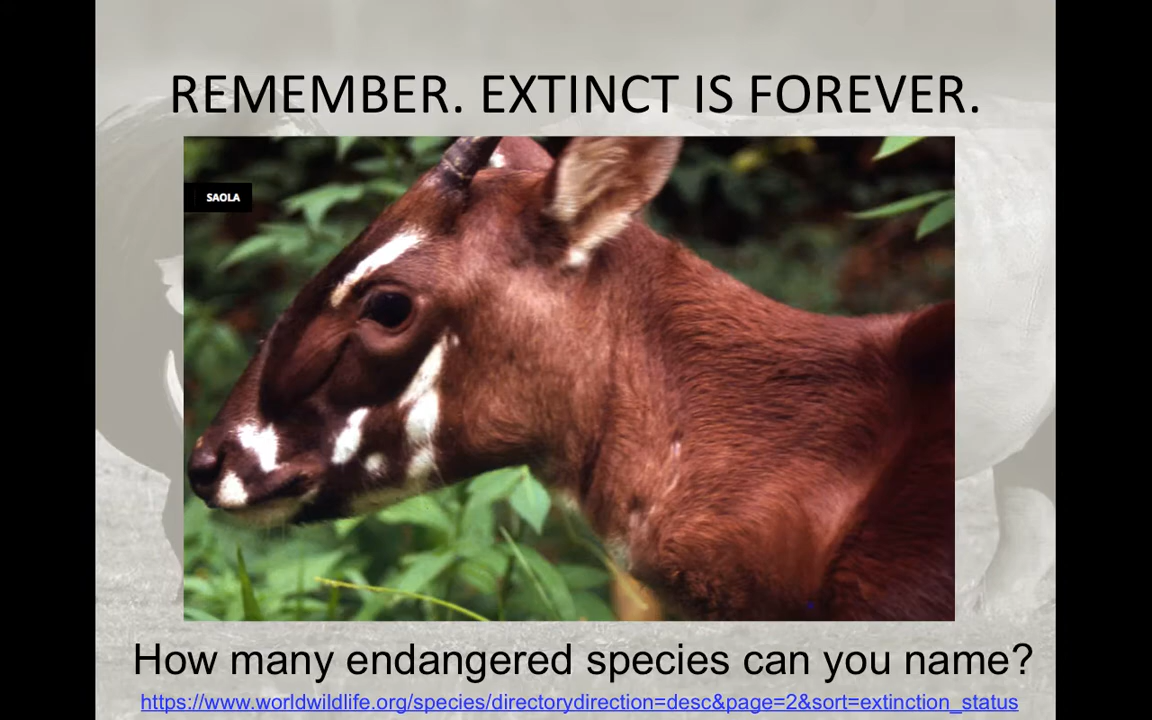 REMEMBER. EXTINCT IS FOREVER.
SAOLA
How many endangered species can you name?
https://www.worldwildlife.org/species/directorydirection=desc&page=2&sort=extinction_status